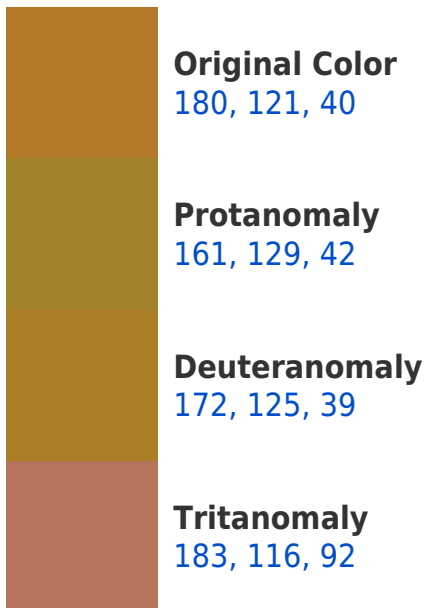 Original Color
180, 121, 40
Protanomaly
161, 129, 42
Deuteranomaly
172, 125, 39
Tritanomaly
183, 116, 92